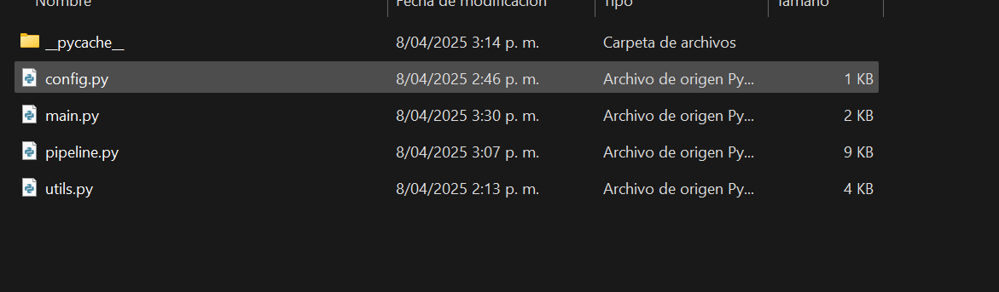 Nombre Fecha de modificación Tipo Tamaño
__pycache__ 8/04/2025 3:14 p. m. Carpeta de archivos
config.py 8/04/2025 2:46 p. m. Archivo de origen Py... 1 KB
main.py 8/04/2025 3:30 p. m. Archivo de origen Py... 2 KB
pipeline.py 8/04/2025 3:07 p. m. Archivo de origen Py... 9 KB
utils.py 8/04/2025 2:13 p. m. Archivo de origen Py... 4 KB